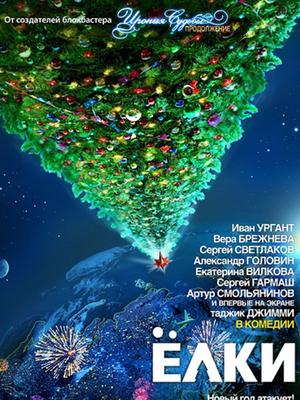 От создателей блокбастера Ирония Судьбы
ПРОДОЛЖЕНИЕ
Иван УРГАНТ
Вера БРЕЖНЕВА
Сергей СВЕТЛАКОВ
Александр ГОЛОВИН
Екатерина ВИЛКОВА
Сергей ГАРМАШ
Артур СМОЛЬЯНИНОВ
И ВПЕРВЫЕ НА ЭКРАНЕ
таджик ДЖИММИ
В КОМЕДИИ
ЁЛКИ
Новый год атакует!